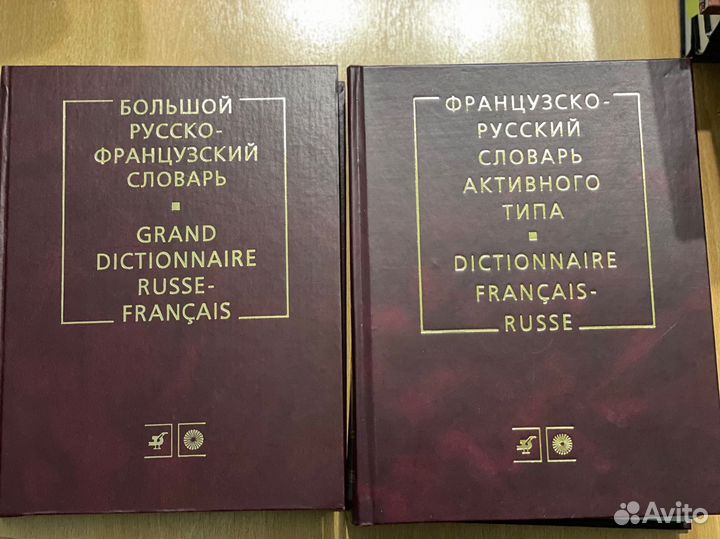 БОЛЬШОЙ
РУССКО-
ФРАНЦУЗСКИЙ
СЛОВАРЬ
GRAND
DICTIONNAIRE
RUSSE-
FRANÇAIS
ФРАНЦУЗСКО-
РУССКИЙ
СЛОВАРЬ
АКТИВНОГО
ТИПА
DICTIONNAIRE
FRANÇAIS-
RUSSE
Avito